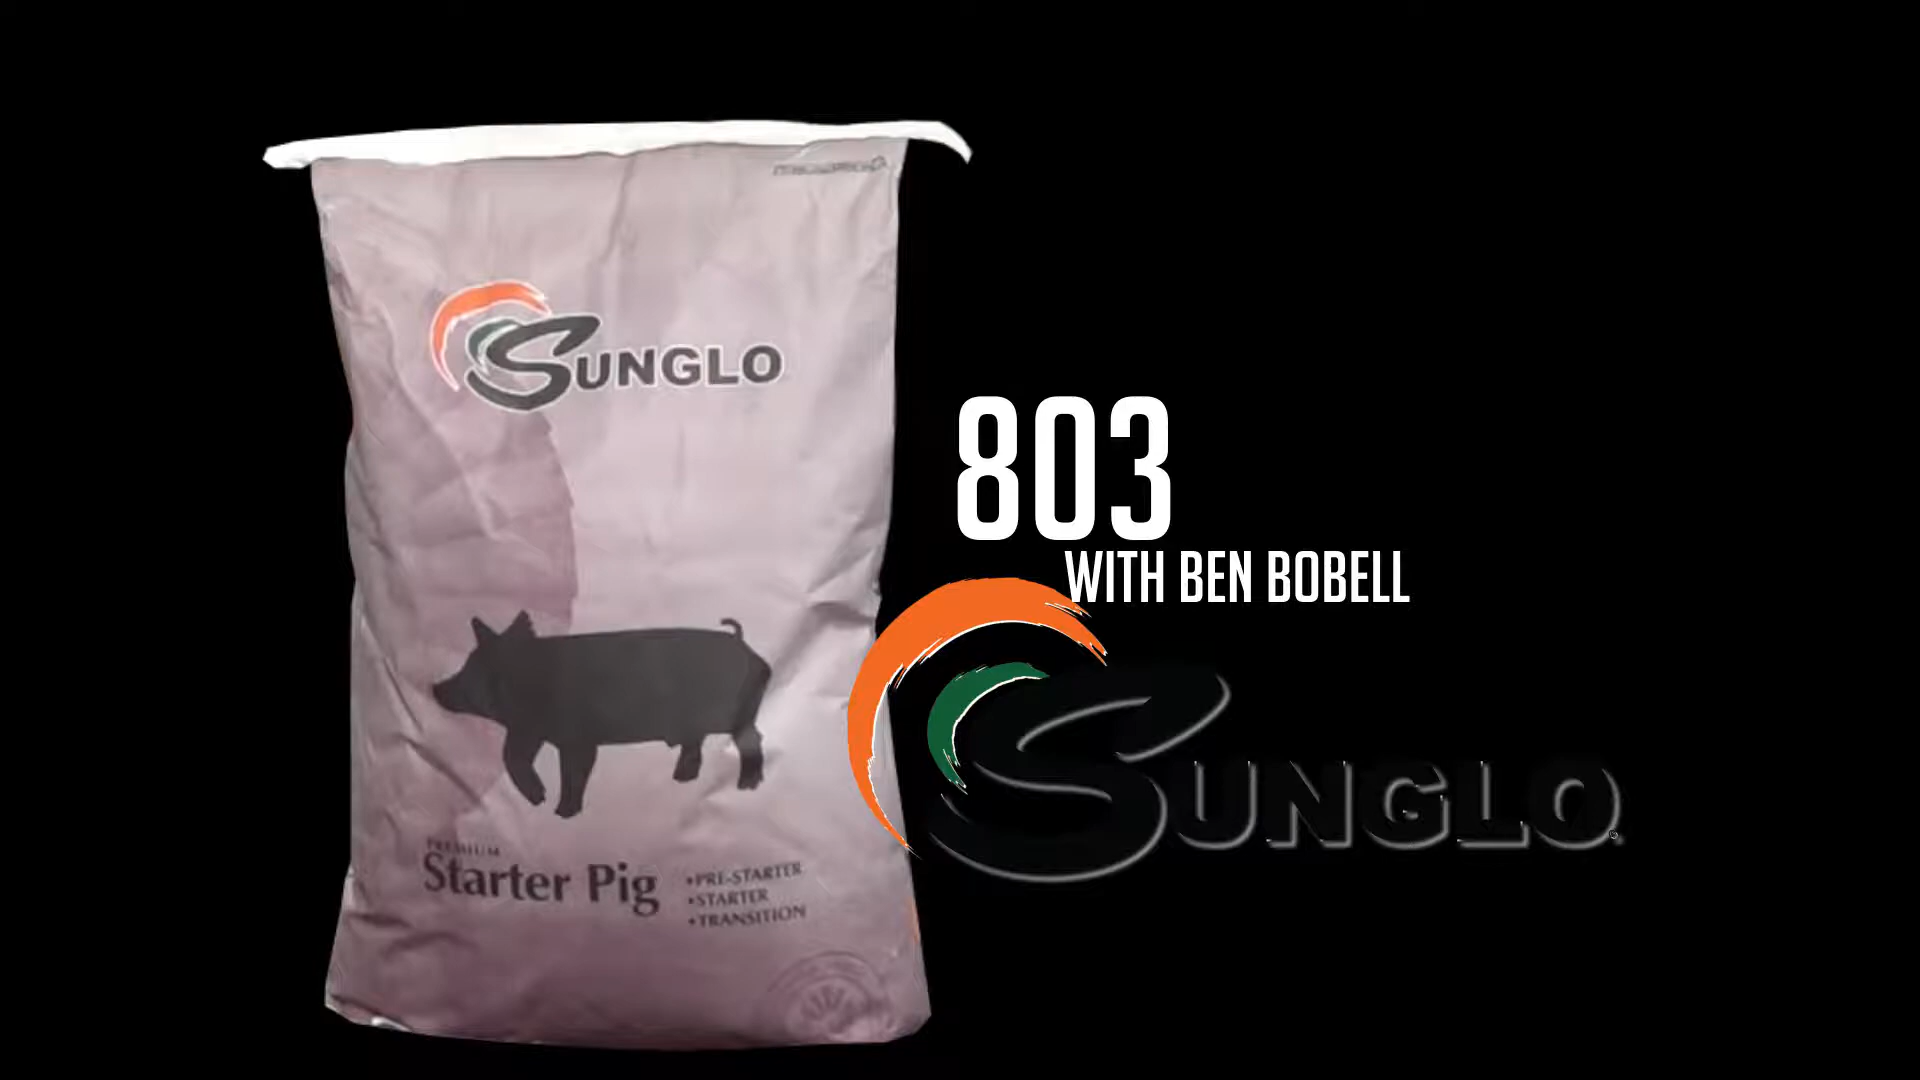 SUNGLO
PREMIUM
Starter Pig
•PRE-STARTER
•STARTER
•TRANSITION
803
WITH BEN BOBELL
SUNGLO